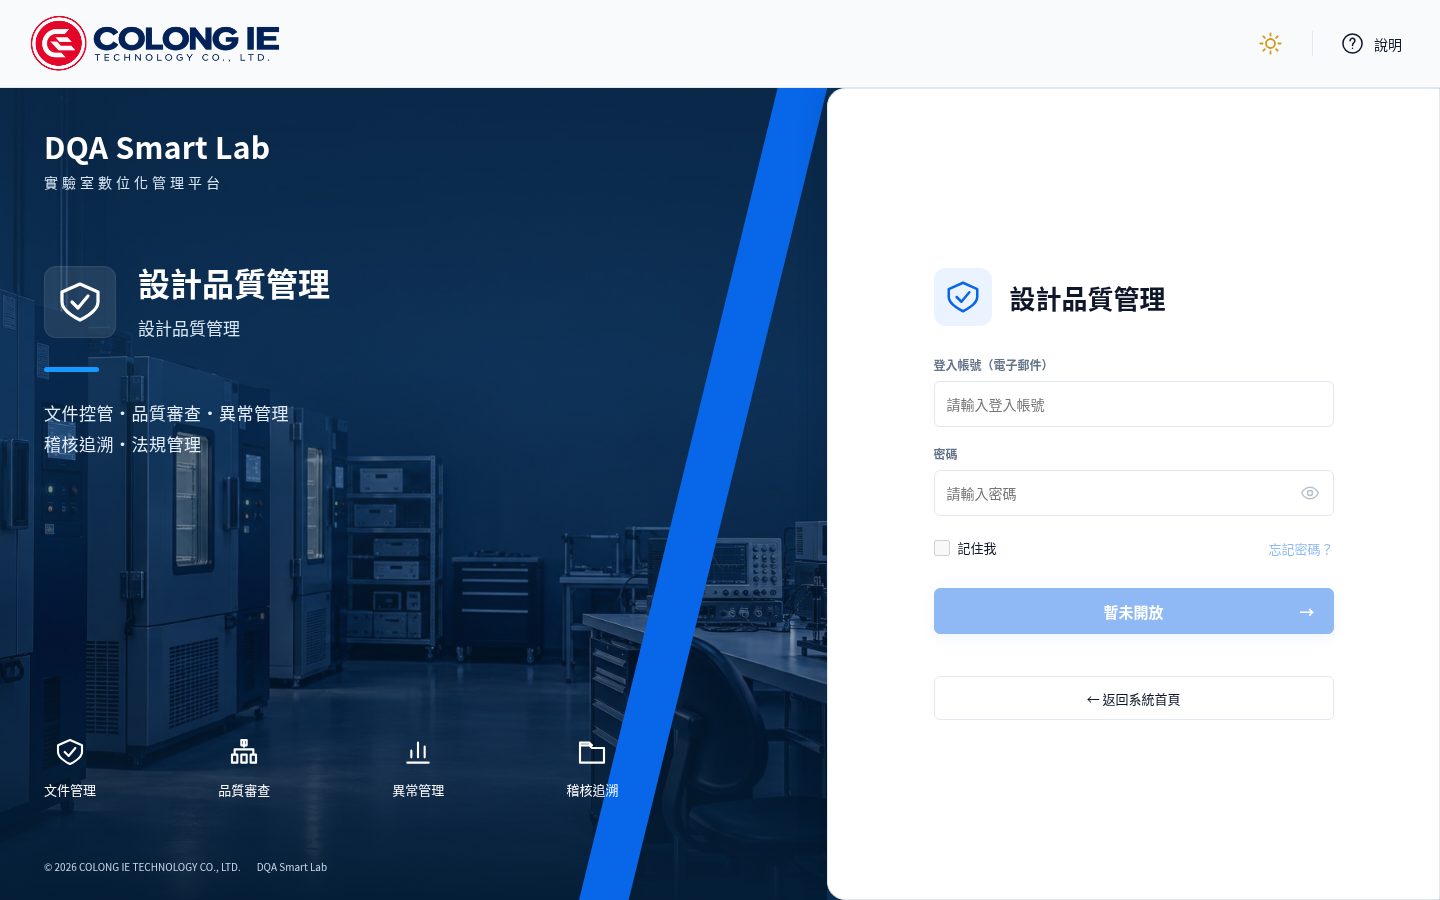 COLONG IE
TECHNOLOGY CO., LTD.
說明
DQA Smart Lab
實驗室數位化管理平台
設計品質管理
設計品質管理
文件控管・品質審查・異常管理
稽核追溯・法規管理
文件管理
品質審查
異常管理
稽核追溯
© 2026 COLONG IE TECHNOLOGY CO., LTD. DQA Smart Lab
設計品質管理
登入帳號（電子郵件）
請輸入登入帳號
密碼
請輸入密碼
記住我
忘記密碼？
暫未開放 →
← 返回系統首頁